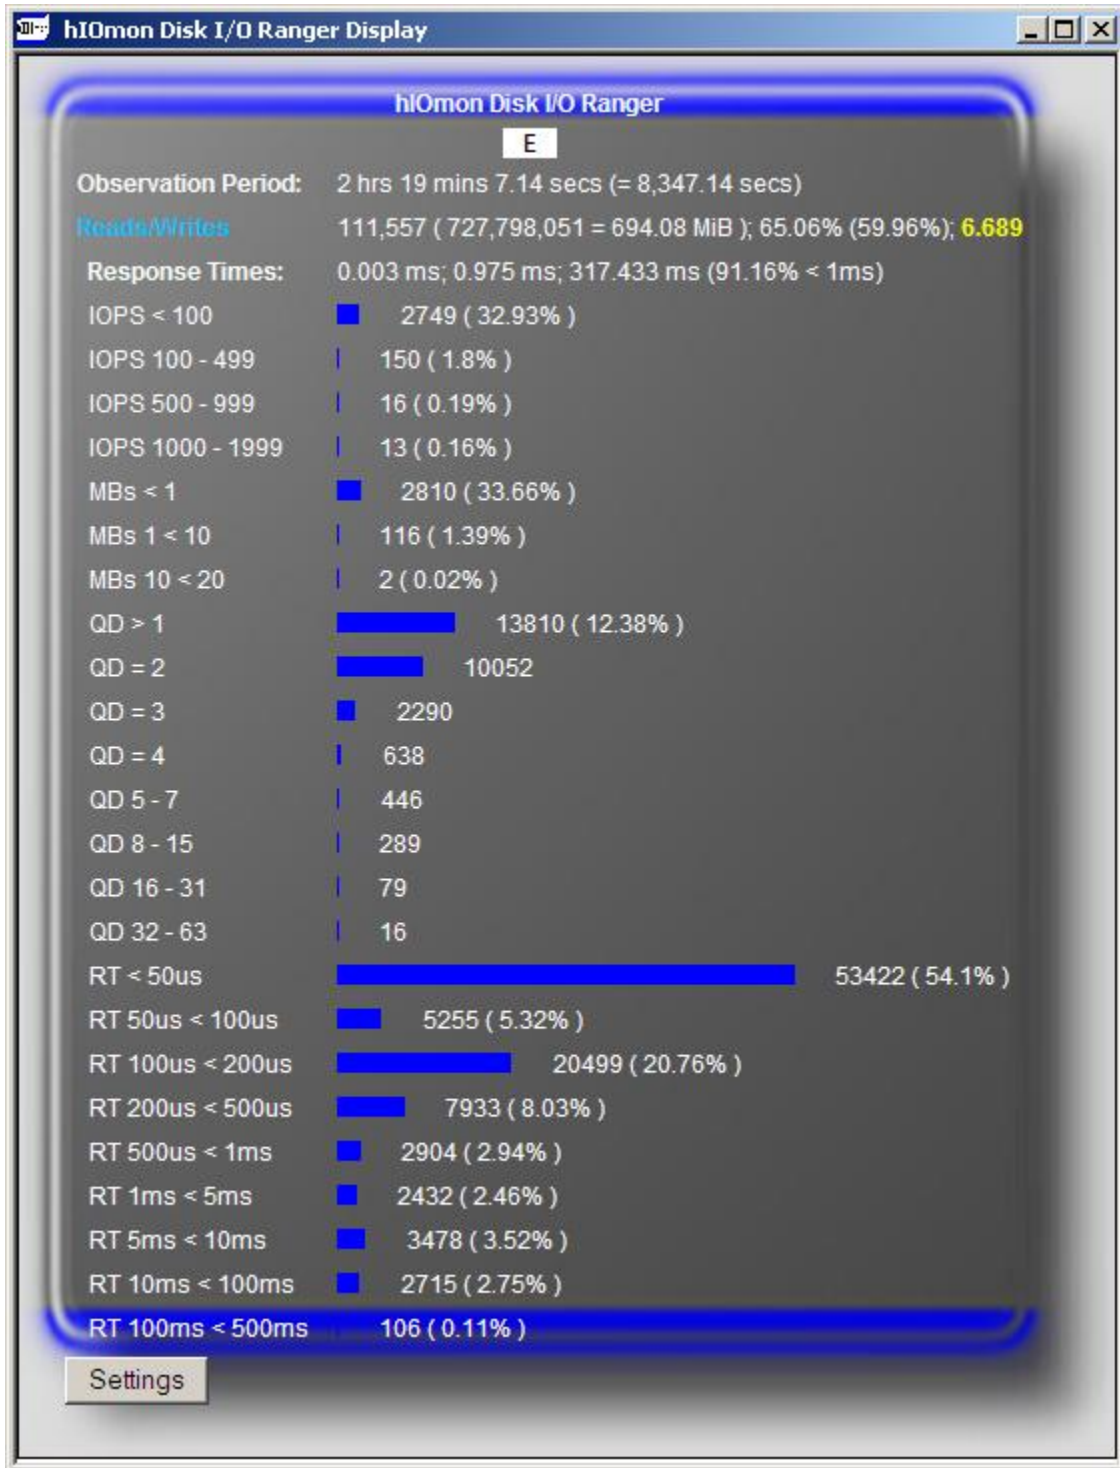 hIOmon Disk I/O Ranger Display
hIOmon Disk I/O Ranger
E
Observation Period: 2 hrs 19 mins 7.14 secs (= 8,347.14 secs)
Reads/Writes 111,557 ( 727,798,051 = 694.08 MiB ); 65.06% (59.96%); 6.689
Response Times: 0.003 ms; 0.975 ms; 317.433 ms (91.16% < 1ms)
IOPS < 100 2749 ( 32.93% )
IOPS 100 - 499 150 ( 1.8% )
IOPS 500 - 999 16 ( 0.19% )
IOPS 1000 - 1999 13 ( 0.16% )
MBs < 1 2810 ( 33.66% )
MBs 1 < 10 116 ( 1.39% )
MBs 10 < 20 2 ( 0.02% )
QD > 1 13810 ( 12.38% )
QD = 2 10052
QD = 3 2290
QD = 4 638
QD 5 - 7 446
QD 8 - 15 289
QD 16 - 31 79
QD 32 - 63 16
RT < 50us 53422 ( 54.1% )
RT 50us < 100us 5255 ( 5.32% )
RT 100us < 200us 20499 ( 20.76% )
RT 200us < 500us 7933 ( 8.03% )
RT 500us < 1ms 2904 ( 2.94% )
RT 1ms < 5ms 2432 ( 2.46% )
RT 5ms < 10ms 3478 ( 3.52% )
RT 10ms < 100ms 2715 ( 2.75% )
RT 100ms < 500ms 106 ( 0.11% )
Settings